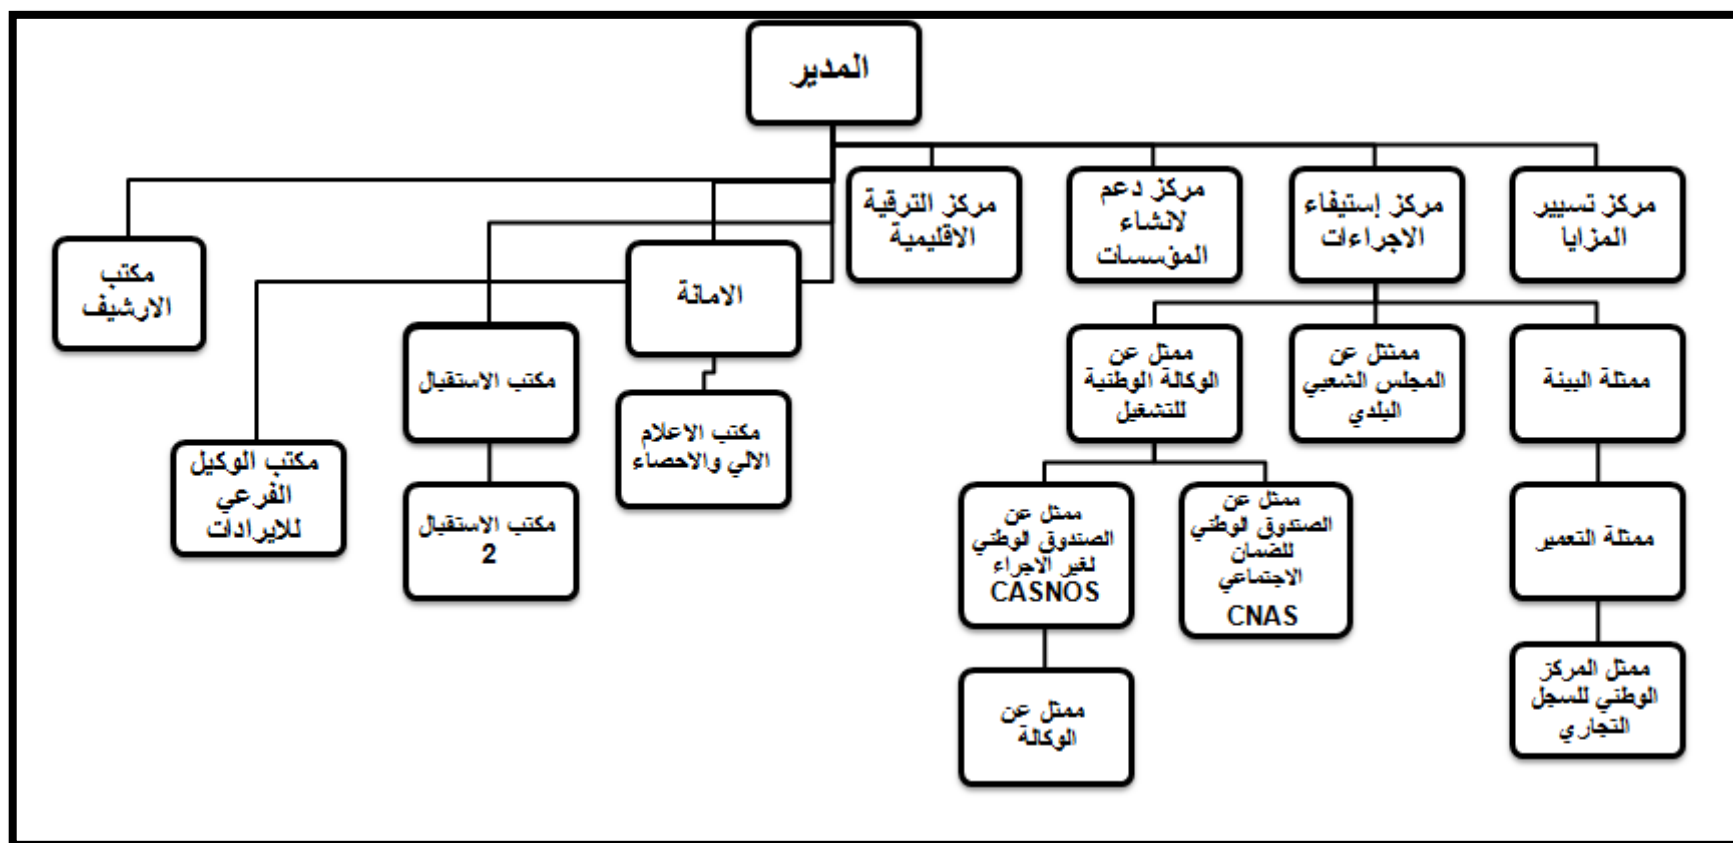 المدير
مركز تسيير
المزايا
مركز إستيفاء
الاجراءات
مركز دعم
لانشاء
المؤسسات
مركز الترقية
الاقليمية
الامانة
مكتب
الارشيف
ممثلة البيئة
ممثثل عن
المجلس الشعبي
البلدي
ممثل عن
الوكالة الوطنية
للتشغيل
مكتب الاستقبال
مكتب الاعلام
الالي والاحصاء
مكتب الوكيل
الفرعي
للايرادات
ممثلة التعمير
ممثل عن
الصندوق الوطني
للضمان
الاجتماعي
CNAS
ممثل عن
الصندوق الوطني
لغير الاجراء
CASNOS
مكتب الاستقبال
2
ممثل المركز
الوطني للسجل
التجاري
ممثل عن
الوكالة